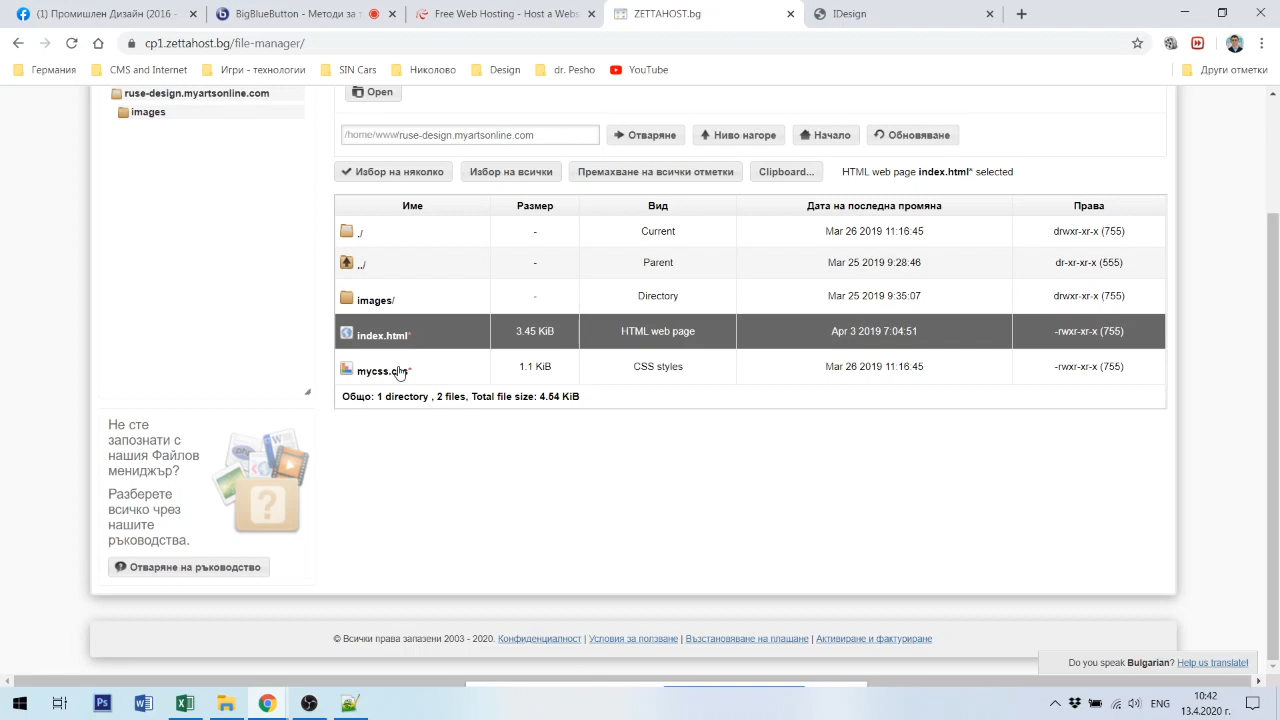 (1) Промишлен Дизайн 2016
BigBlueButton - Методи за
Free Web Hosting - Host a Webs
ZETTAHOST.bg
IDesign
cp1.zettahost.bg/file-manager/
Германия
CMS and Internet
Игри - технологии
SIN Cars
Николово
Design
dr. Pesho
YouTube
Други отметки
ruse-design.myartsonline.com
images
Open
/home/www/ruse-design.myartsonline.com
Отваряне
Ниво нагоре
Начало
Обновяване
Избор на няколко
Избор на всички
Премахване на всички отметки
Clipboard...
HTML web page index.html* selected
Име Размер Вид Дата на последна промяна Права
./ - Current Mar 26 2019 11:16:45 drwxr-xr-x (755)
../ - Parent Mar 25 2019 9:28:46 dr-xr-xr-x (555)
images/ - Directory Mar 25 2019 9:35:07 drwxr-xr-x (755)
index.html* 3.45 KiB HTML web page Apr 3 2019 7:04:51 -rwxr-xr-x (755)
mycss.css* 1.1 KiB CSS styles Mar 26 2019 11:16:45 -rwxr-xr-x (755)
Общо: 1 directory , 2 files, Total file size: 4.54 KiB
Не сте
запознати с
нашия Файлов
мениджър?
Разберете
всичко чрез
нашите
ръководства.
Отваряне на ръководство
© Всички права запазени 2003 - 2020. Конфиденциалност | Условия за ползване | Възстановяване на плащане | Активиране и фактуриране
Do you speak Bulgarian? Help us translate!
ENG
10:42
13.4.2020 г.